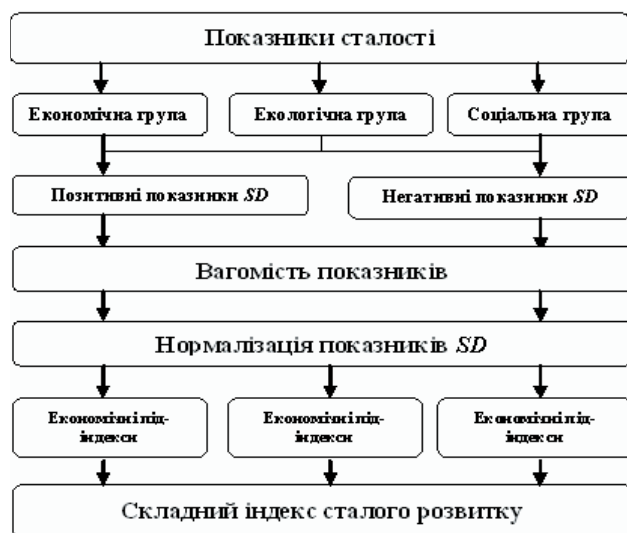 Показники сталості
Економічна група
Екологічна група
Соціальна група
Позитивні показники SD
Негативні показники SD
Вагомість показників
Нормалізація показників SD
Економічні під-
індекси
Економічні під-
індекси
Економічні під-
індекси
Складний індекс сталого розвитку